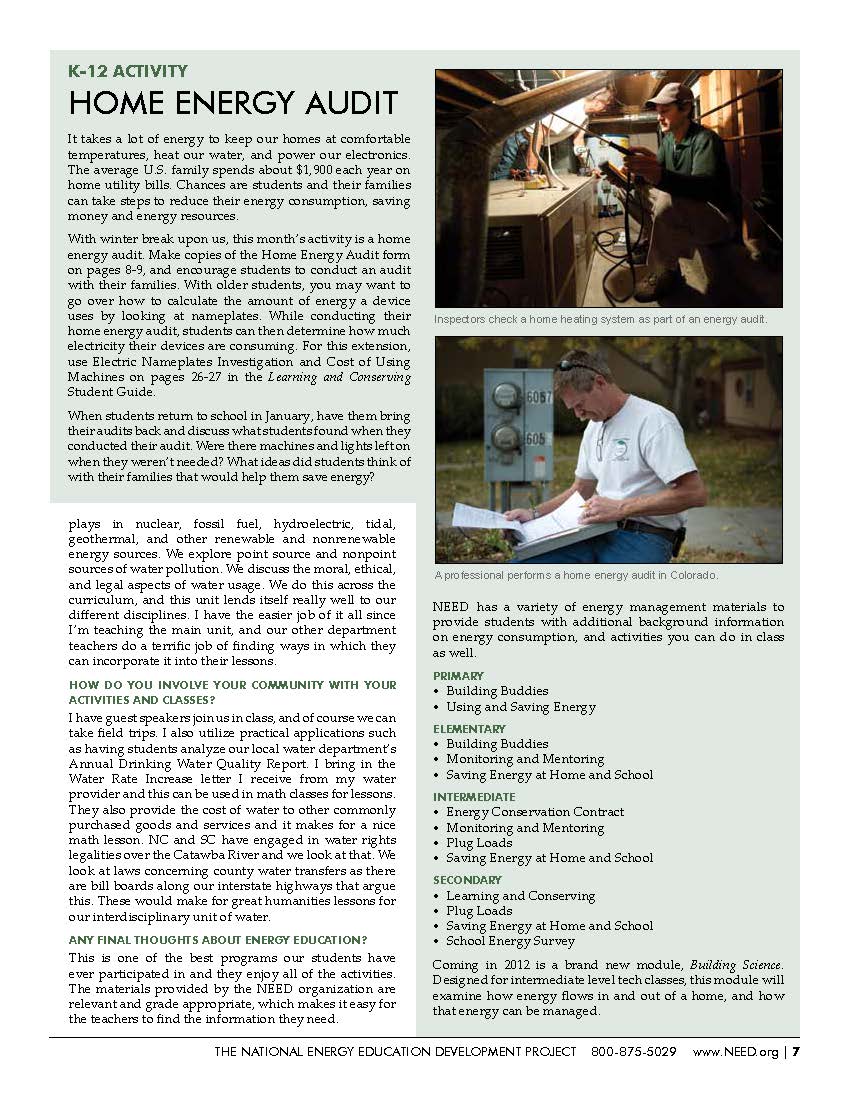 K-12 ACTIVITY
HOME ENERGY AUDIT
It takes a lot of energy to keep our homes at comfortable
temperatures, heat our water, and power our electronics.
The average U.S. family spends about $1,900 each year on
home utility bills. Chances are students and their families
can take steps to reduce their energy consumption, saving
money and energy resources.
With winter break upon us, this month's activity is a home
energy audit. Make copies of the Home Energy Audit form
on pages 8-9, and encourage students to conduct an audit
with their families. With older students, you may want to
go over how to calculate the amount of energy a device
uses by looking at nameplates. While conducting their
home energy audit, students can then determine how much
electricity their devices are consuming. For this extension,
use Electric Nameplates Investigation and Cost of Using
Machines on pages 26-27 in the Learning and Conserving
Student Guide.
When students return to school in January, have them bring
their audits back and discuss what students found when they
conducted their audit. Were there machines and lights left on
when they weren't needed? What ideas did students think of
with their families that would help them save energy?
plays in nuclear, fossil fuel, hydroelectric, tidal,
geothermal, and other renewable and nonrenewable
energy sources. We explore point source and nonpoint
sources of water pollution. We discuss the moral, ethical,
and legal aspects of water usage. We do this across the
curriculum, and this unit lends itself really well to our
different disciplines. I have the easier job of it all since
I'm teaching the main unit, and our other department
teachers do a terrific job of finding ways in which they
can incorporate it into their lessons.
HOW DO YOU INVOLVE YOUR COMMUNITY WITH YOUR
ACTIVITIES AND CLASSES?
I have guest speakers join us in class, and of course we can
take field trips. I also utilize practical applications such
as having students analyze our local water department's
Annual Drinking Water Quality Report. I bring in the
Water Rate Increase letter I receive from my water
provider and this can be used in math classes for lessons.
They also provide the cost of water to other commonly
purchased goods and services and it makes for a nice
math lesson. NC and SC have engaged in water rights
legalities over the Catawba River and we look at that. We
look at laws concerning county water transfers as there
are bill boards along our interstate highways that argue
this. These would make for great humanities lessons for
our interdisciplinary unit of water.
ANY FINAL THOUGHTS ABOUT ENERGY EDUCATION?
This is one of the best programs our students have
ever participated in and they enjoy all of the activities.
The materials provided by the NEED organization are
relevant and grade appropriate, which makes it easy for
the teachers to find the information they need.
Inspectors check a home heating system as part of an energy audit.
6057
605
A professional performs a home energy audit in Colorado.
NEED has a variety of energy management materials to
provide students with additional background information
on energy consumption, and activities you can do in class
as well.
PRIMARY
• Building Buddies
• Using and Saving Energy
ELEMENTARY
• Building Buddies
• Monitoring and Mentoring
• Saving Energy at Home and School
INTERMEDIATE
• Energy Conservation Contract
• Monitoring and Mentoring
• Plug Loads
• Saving Energy at Home and School
SECONDARY
• Learning and Conserving
• Plug Loads
• Saving Energy at Home and School
• School Energy Survey
Coming in 2012 is a brand new module, Building Science.
Designed for intermediate level tech classes, this module will
examine how energy flows in and out of a home, and how
that energy can be managed.
THE NATIONAL ENERGY EDUCATION DEVELOPMENT PROJECT 800-875-5029 www.NEED.org | 7